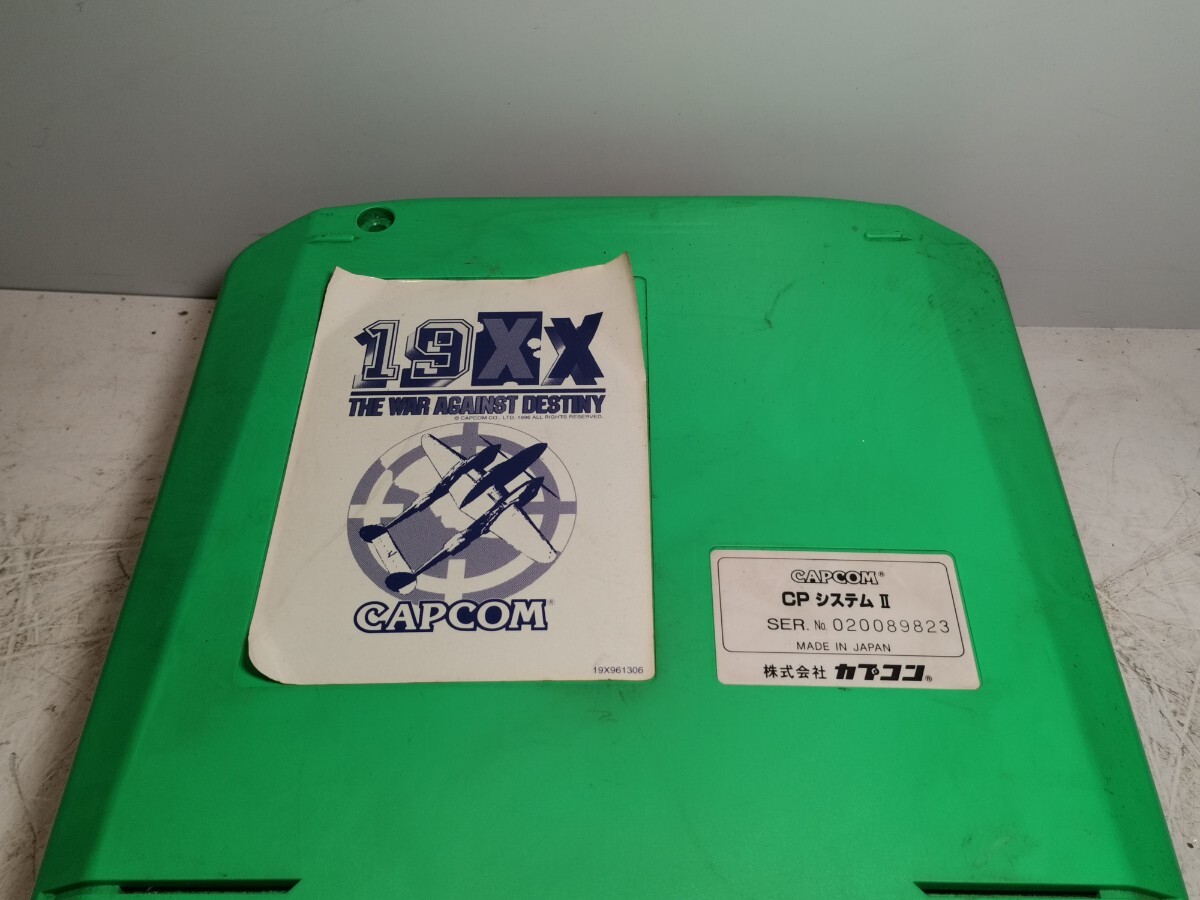 19XX
THE WAR AGAINST DESTINY
© CAPCOM CO., LTD. 1996 ALL RIGHTS RESERVED.
CAPCOM®
19X961306
CAPCOM®
CP システム II
SER. № 020089823
MADE IN JAPAN
株式会社 カプコン®